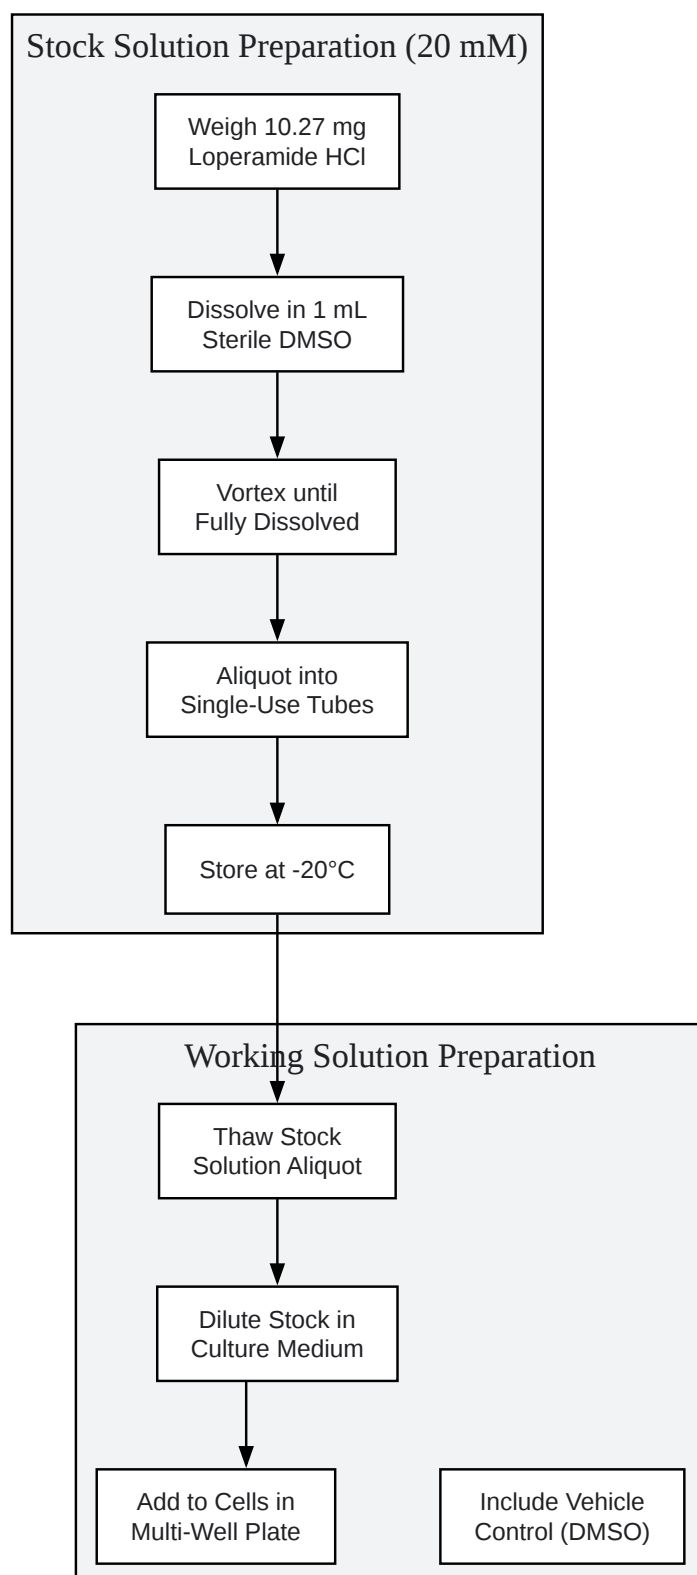 Stock Solution Preparation (20 mM)
Weigh 10.27 mg
Loperamide HCl
Dissolve in 1 mL
Sterile DMSO
Vortex until
Fully Dissolved
Aliquot into
Single-Use Tubes
Store at -20°C
Working Solution Preparation
Thaw Stock
Solution Aliquot
Dilute Stock in
Culture Medium
Add to Cells in
Multi-Well Plate
Include Vehicle
Control (DMSO)